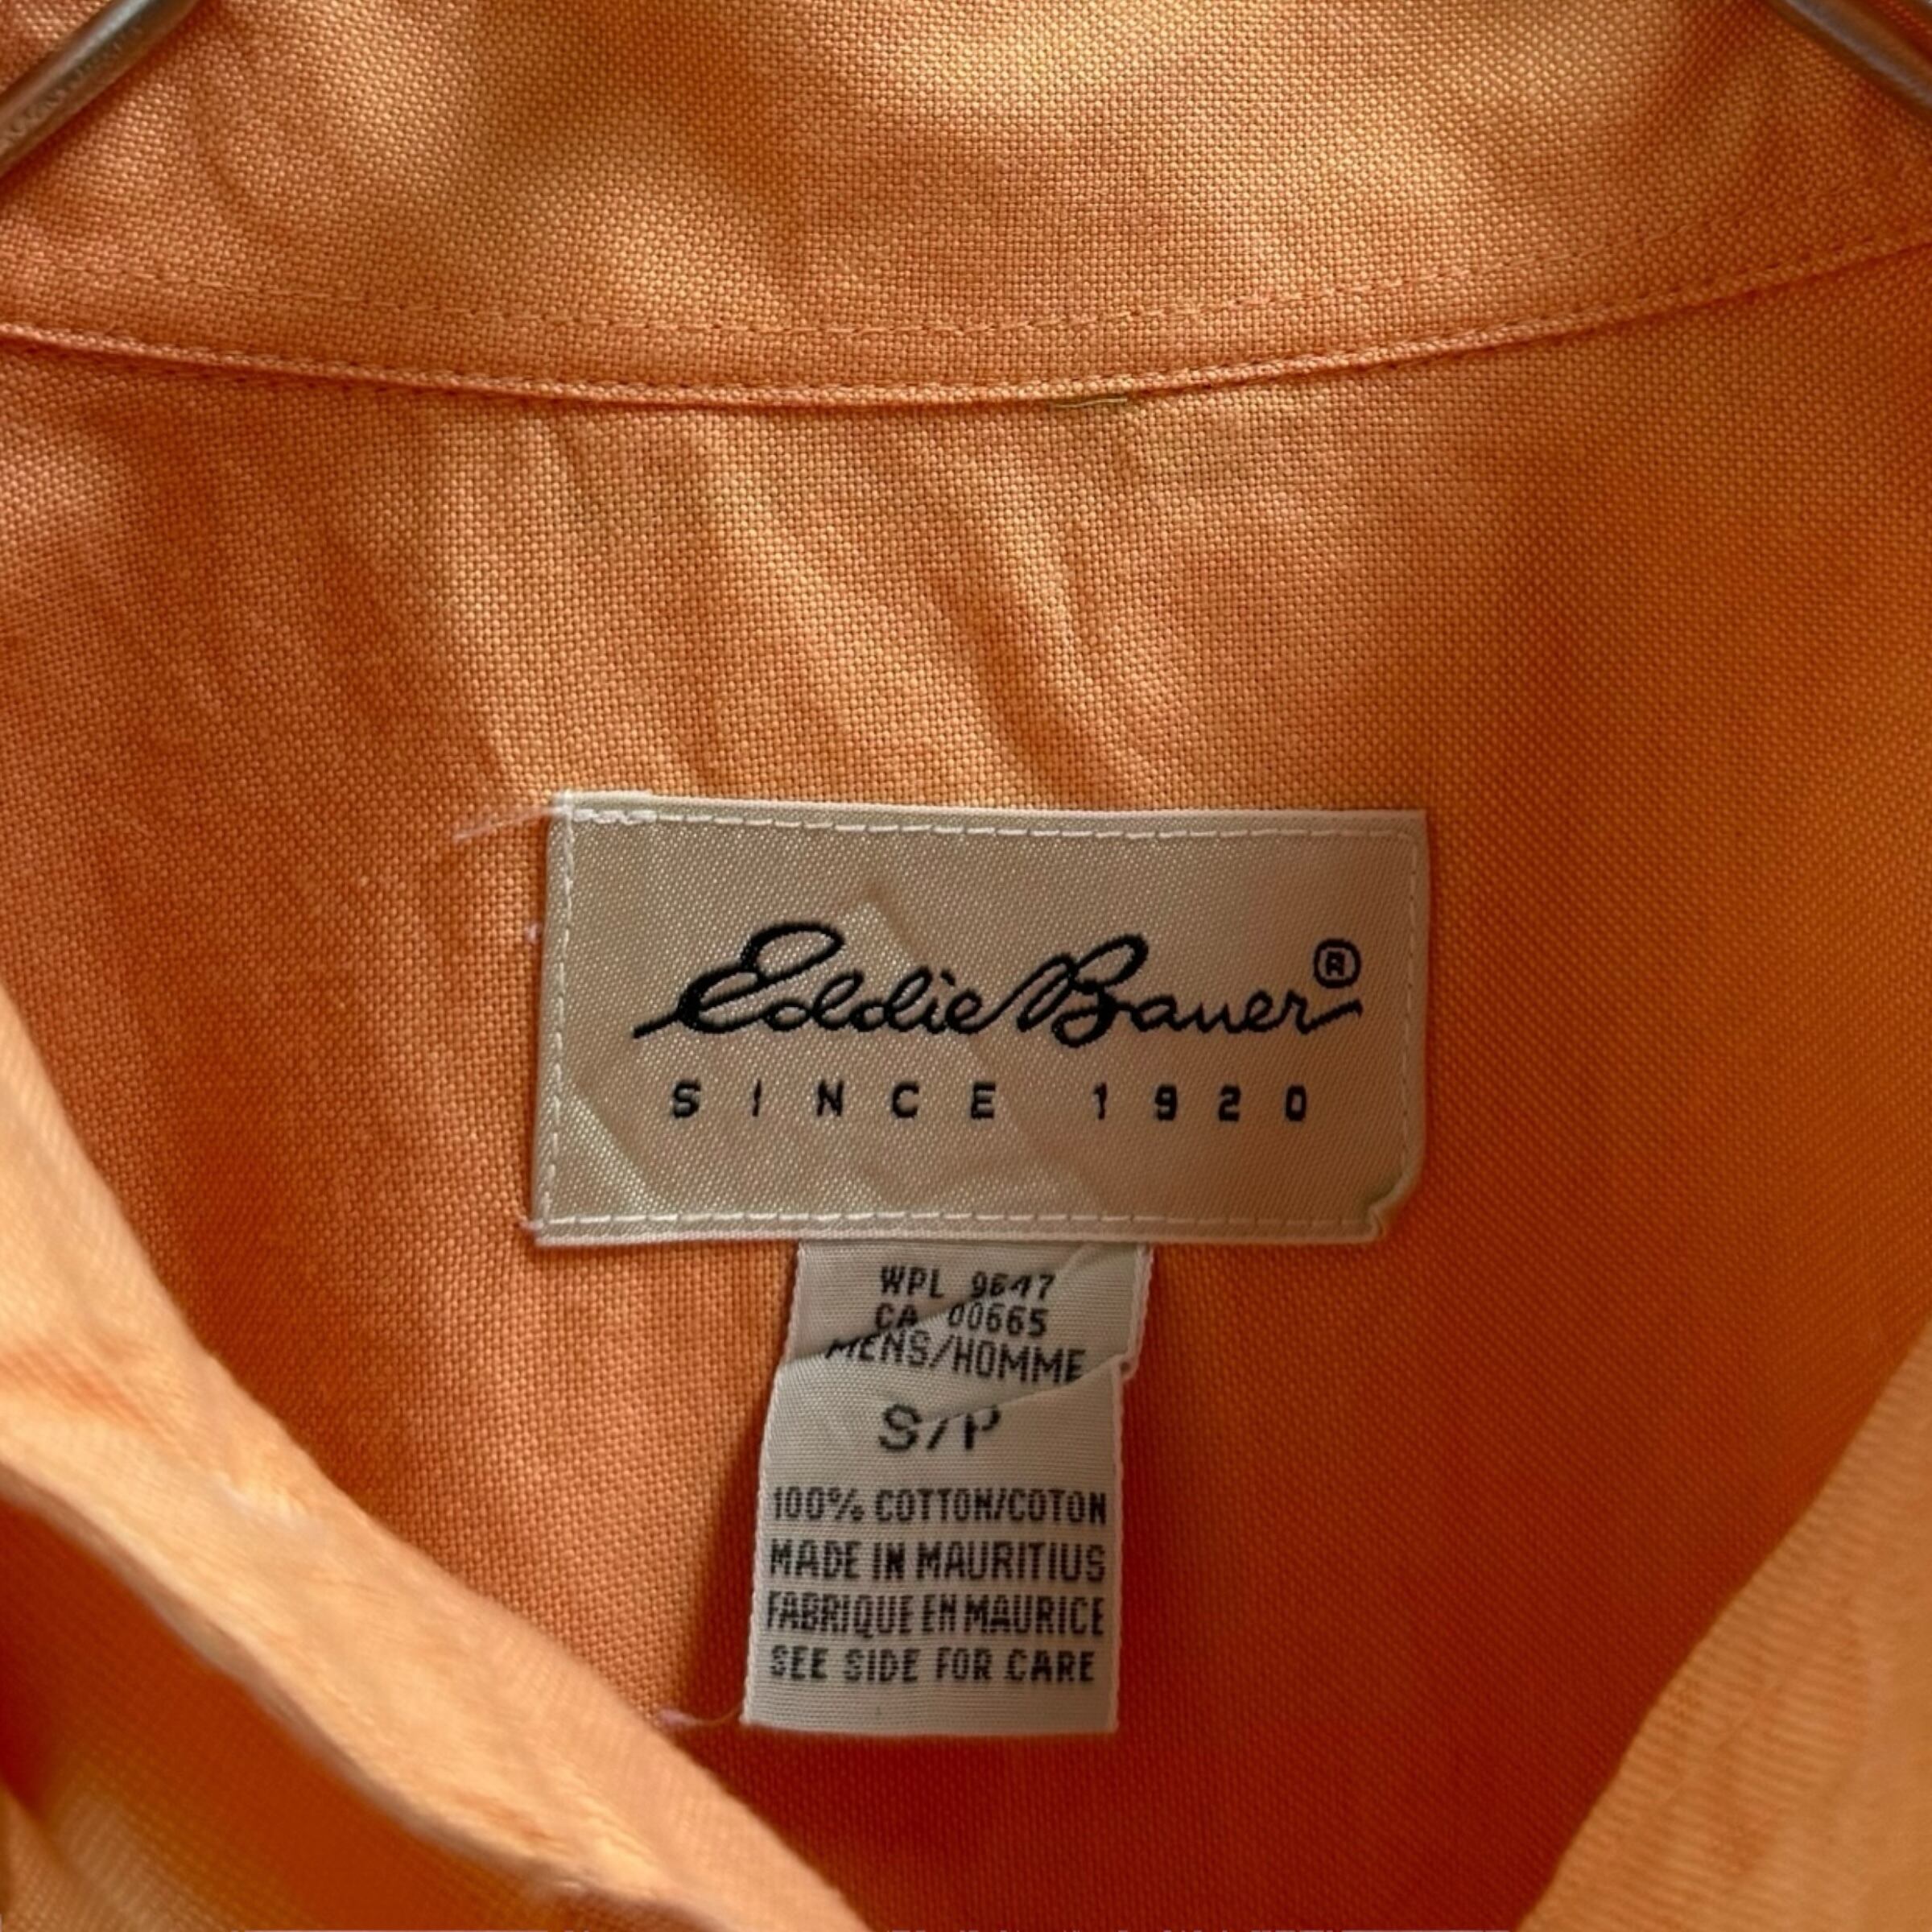 Eddie Bauer®
SINCE 1920
WPL 9647
CA 00665
MENS/HOMME
S/P
100% COTTON/COTON
MADE IN MAURITIUS
FABRIQUE EN MAURICE
SEE SIDE FOR CARE